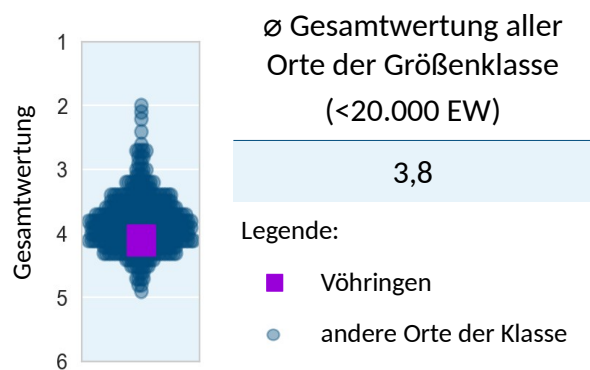 Gesamtwertung
1
2
3
4
5
6
⌀ Gesamtwertung aller
Orte der Größenklasse
(<20.000 EW)
3,8
Legende:
Vöhringen
andere Orte der Klasse